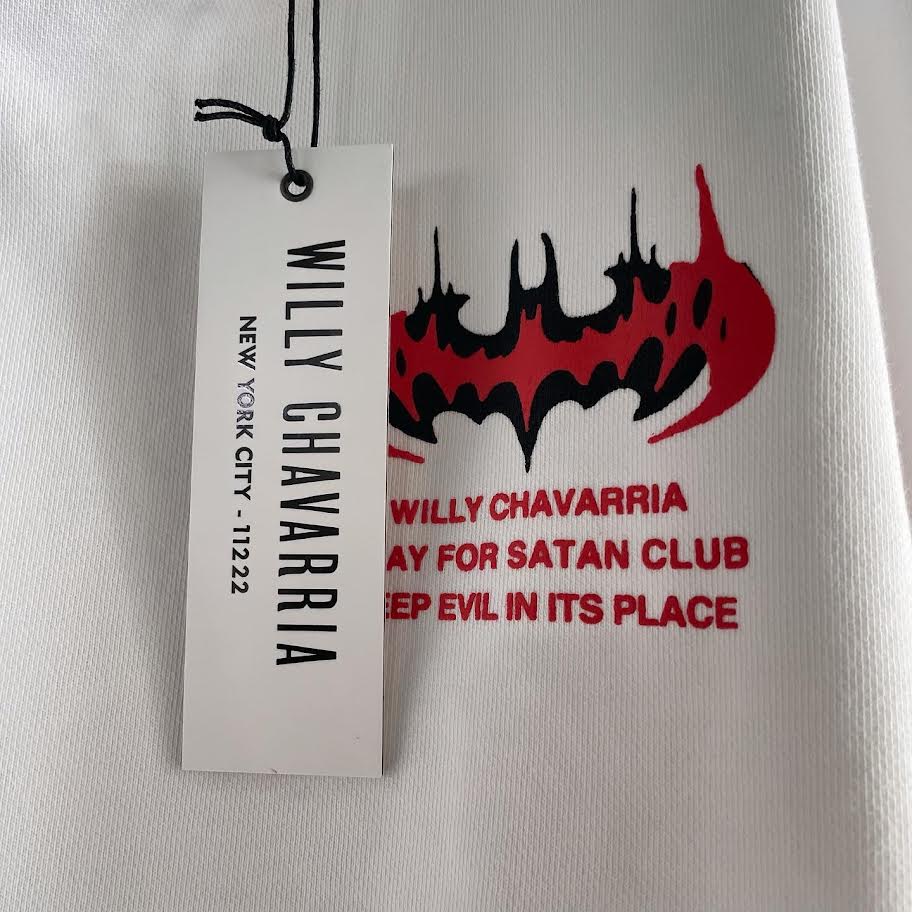 WILLY CHAVARRIA
NEW YORK CITY - 11222
WILLY CHAVARRIA
AY FOR SATAN CLUB
EEP EVIL IN ITS PLACE